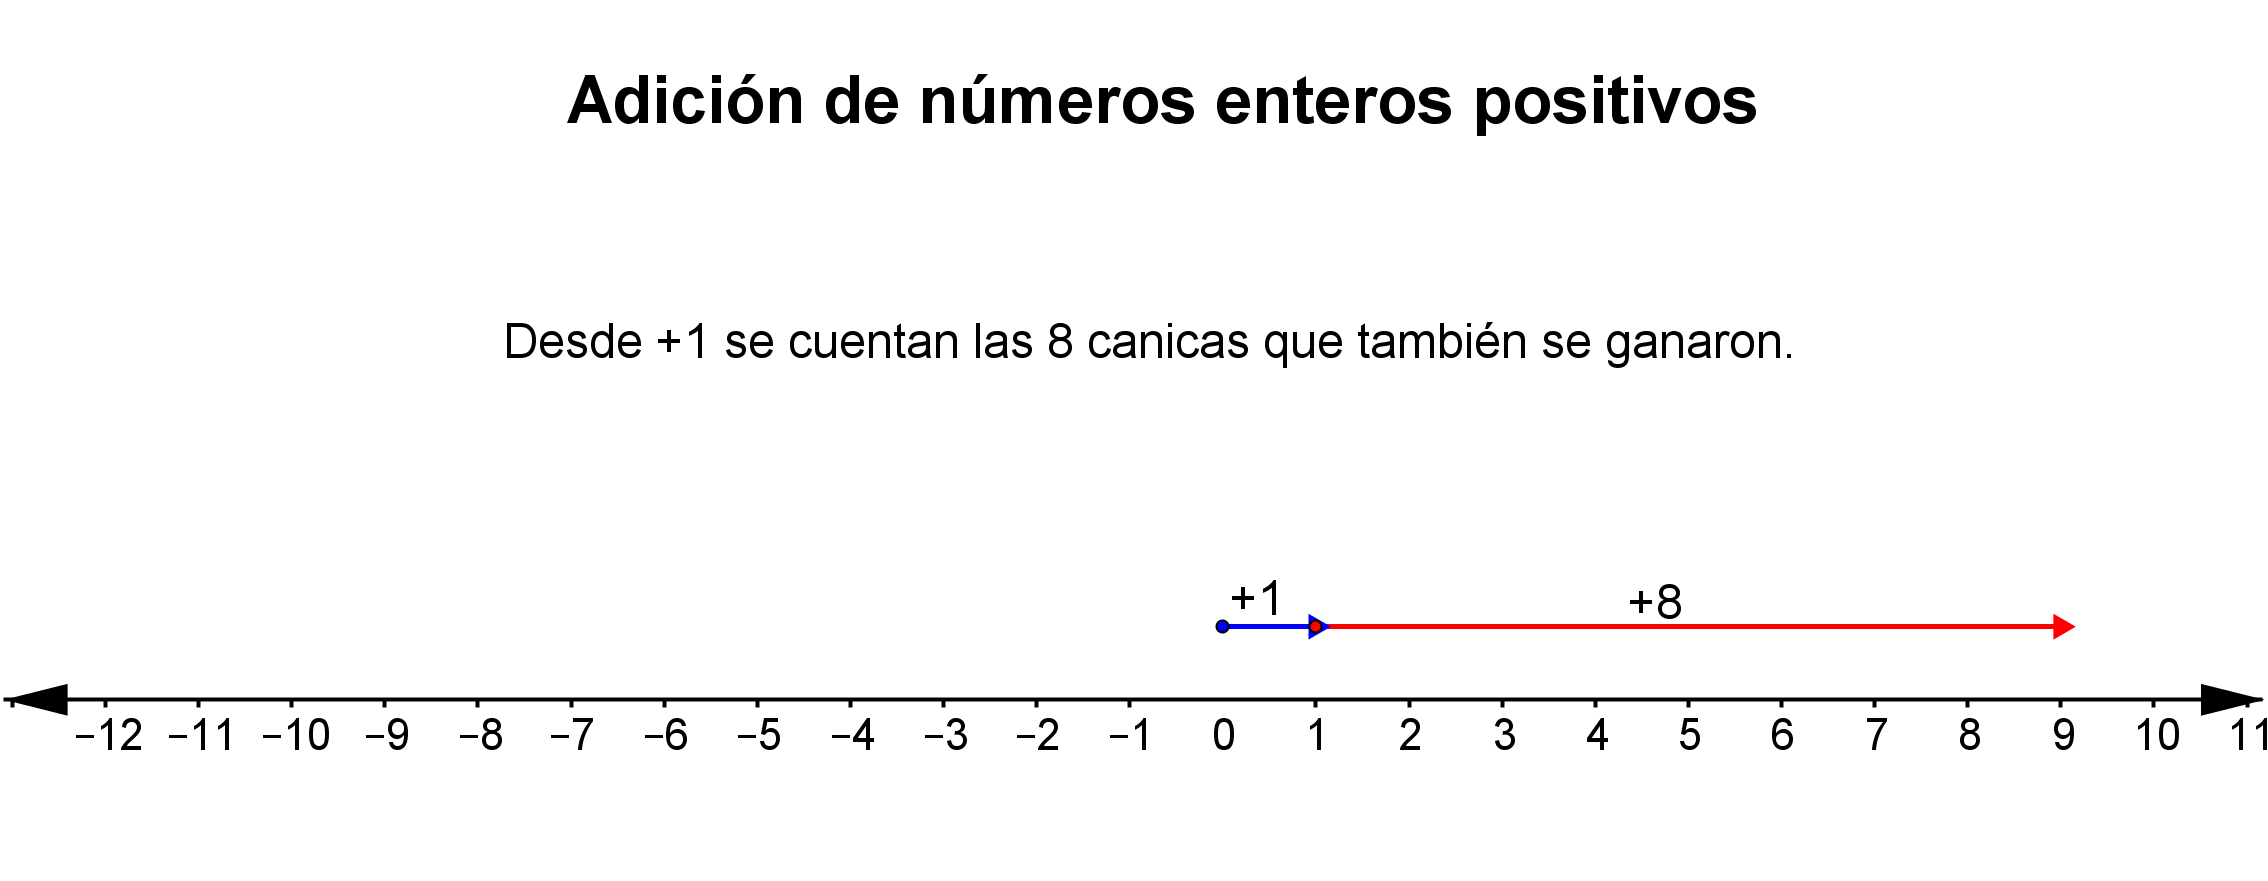 Adición de números enteros positivos
Desde +1 se cuentan las 8 canicas que también se ganaron.
+1 +8
−12 −11 −10 −9 −8 −7 −6 −5 −4 −3 −2 −1 0 1 2 3 4 5 6 7 8 9 10 11